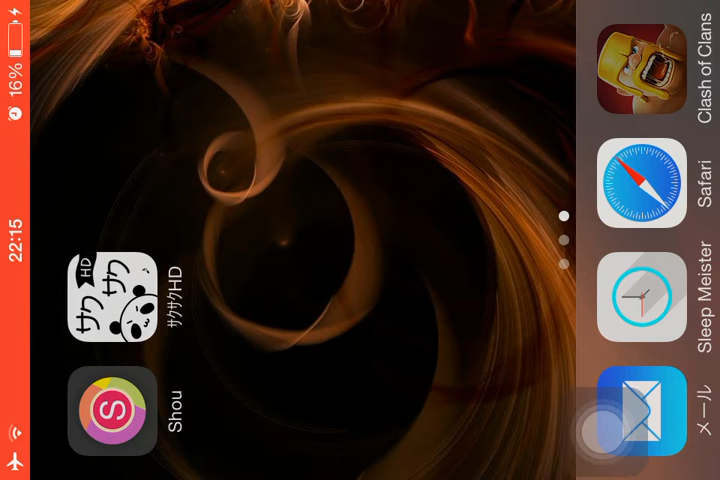 22:15
16%
S
サクサク
HD
Shou
サクサクHD
メール
Sleep Meister
Safari
Clash of Clans